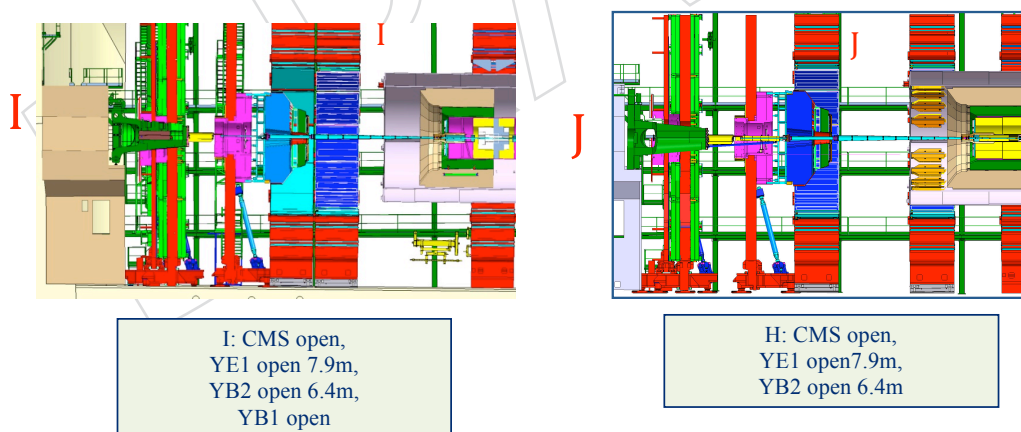 I
I
J
J
I: CMS open,
YE1 open 7.9m,
YB2 open 6.4m,
YB1 open
H: CMS open,
YE1 open7.9m,
YB2 open 6.4m